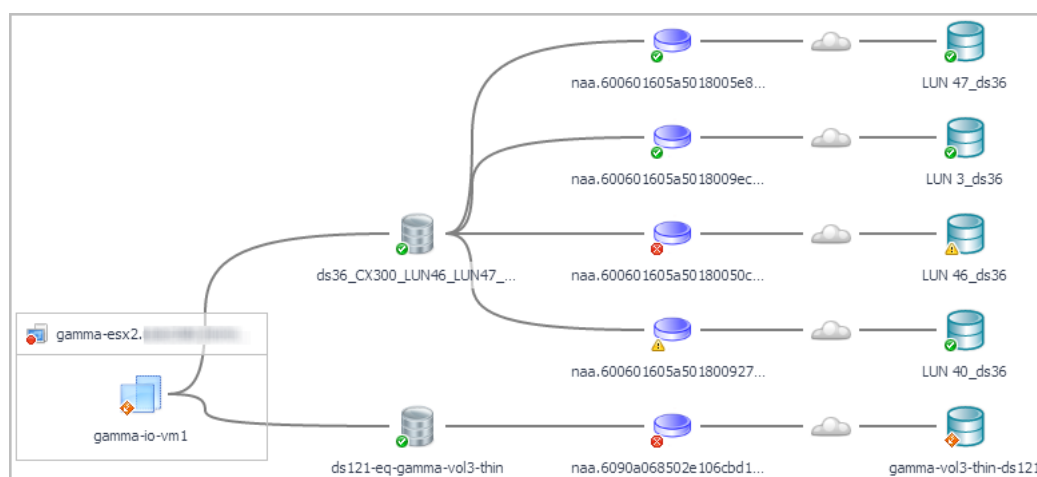 naa.600601605a5018005e8...
LUN 47_ds36
naa.600601605a5018009ec...
LUN 3_ds36
ds36_CX300_LUN46_LUN47_...
naa.600601605a50180050c...
LUN 46_ds36
gamma-esx2.
naa.600601605a501800927...
LUN 40_ds36
gamma-io-vm1
ds121-eq-gamma-vol3-thin
naa.6090a068502e106cbd1...
gamma-vol3-thin-ds121